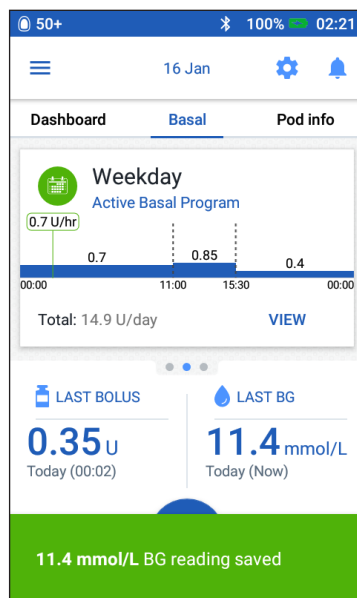 50+ 100% 02:21
16 Jan
Dashboard Basal Pod info
Weekday
Active Basal Program
0.7 U/hr
0.7 0.85 0.4
00:00 11:00 15:30 00:00
Total: 14.9 U/day VIEW
LAST BOLUS LAST BG
0.35 U 11.4 mmol/L
Today (00:02) Today (Now)
11.4 mmol/L BG reading saved